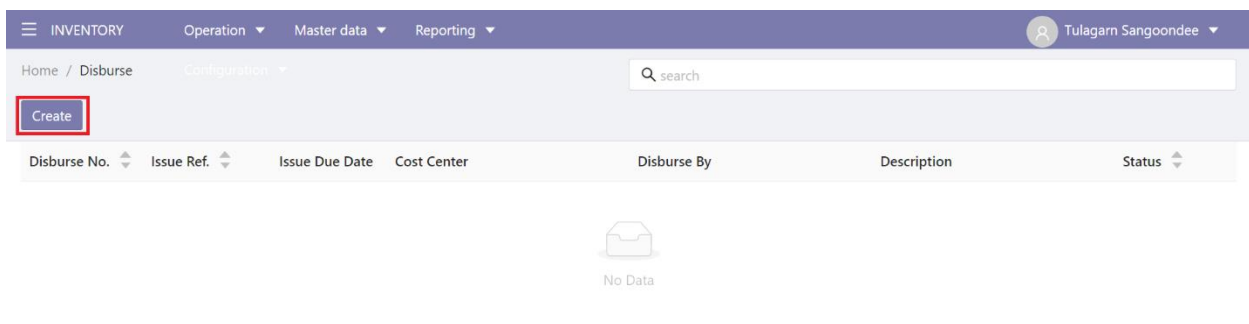 INVENTORY Operation Master data Reporting Tulagarn Sangoondee
Home / Disburse Configuration search
Create
Disburse No. Issue Ref. Issue Due Date Cost Center Disburse By Description Status
No Data